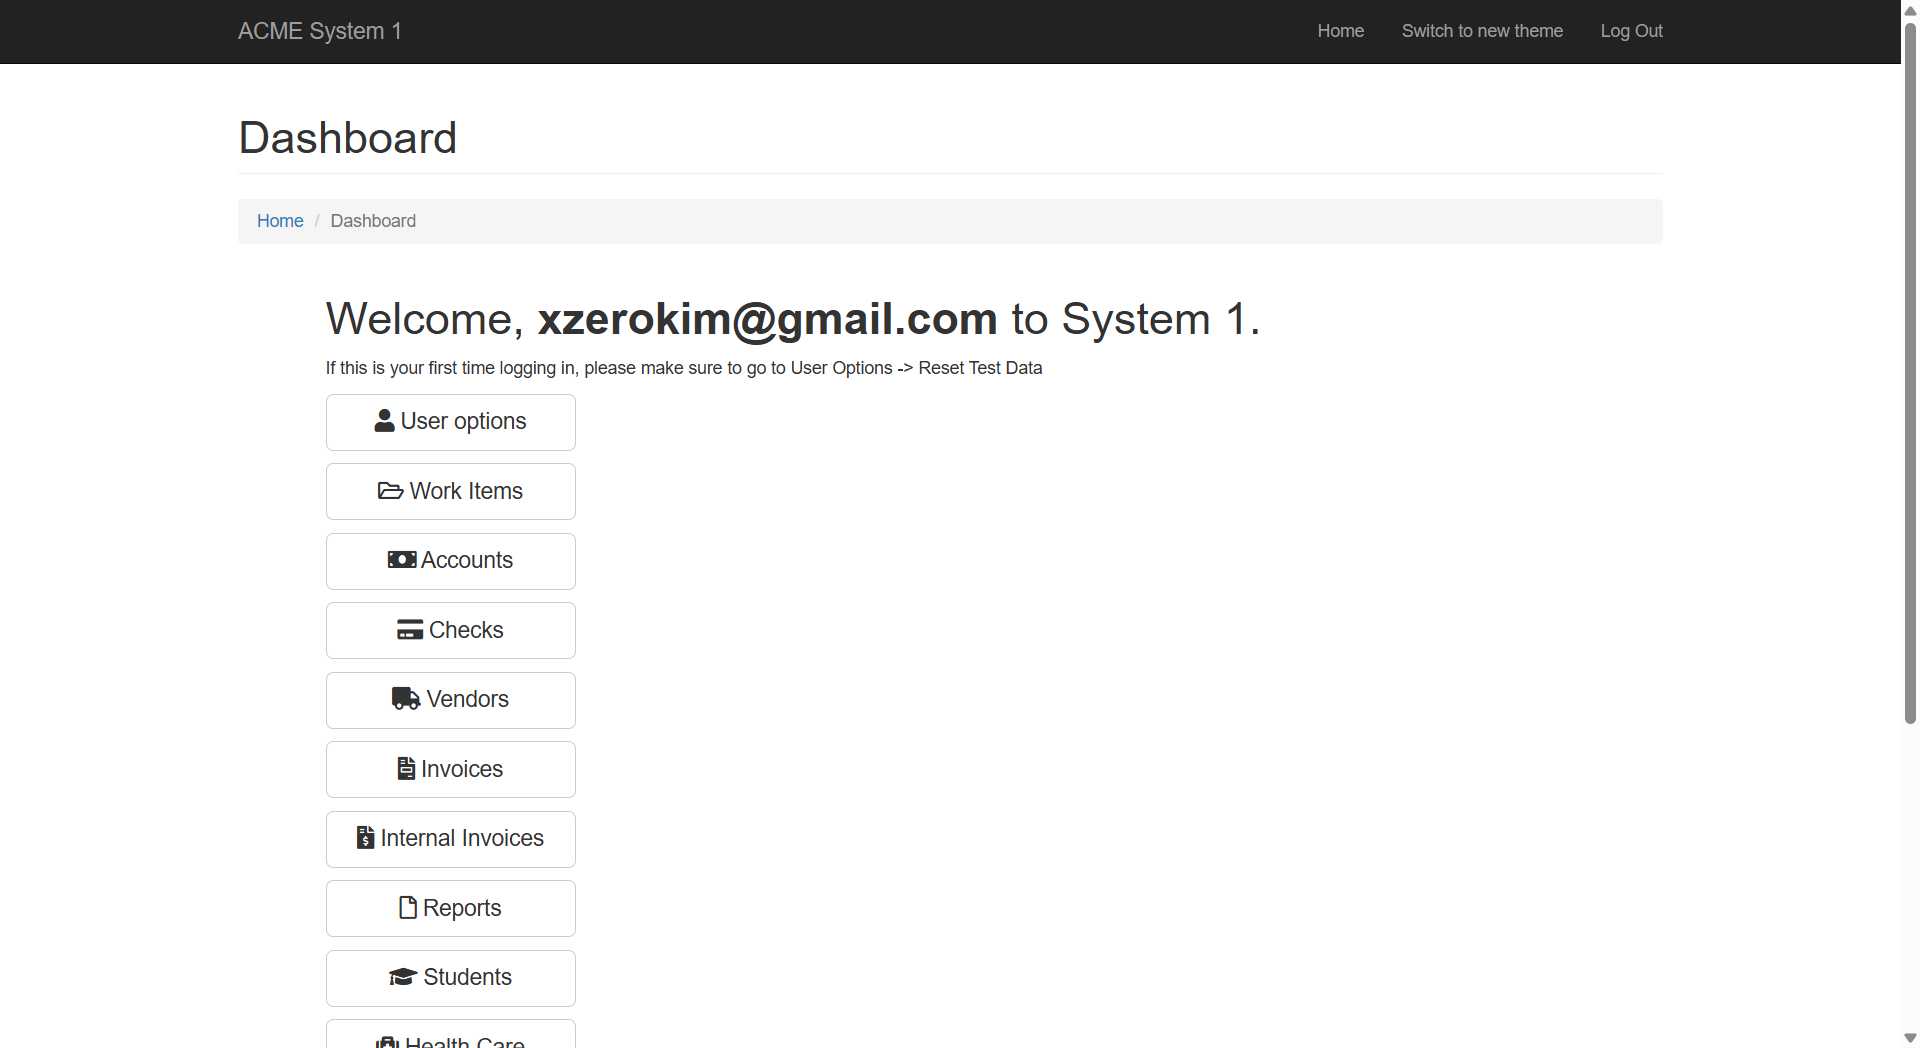 ACME System 1
Home
Switch to new theme
Log Out
Dashboard
Home / Dashboard
Welcome, xzerokim@gmail.com to System 1.
If this is your first time logging in, please make sure to go to User Options -> Reset Test Data
User options
Work Items
Accounts
Checks
Vendors
Invoices
Internal Invoices
Reports
Students
Health Care